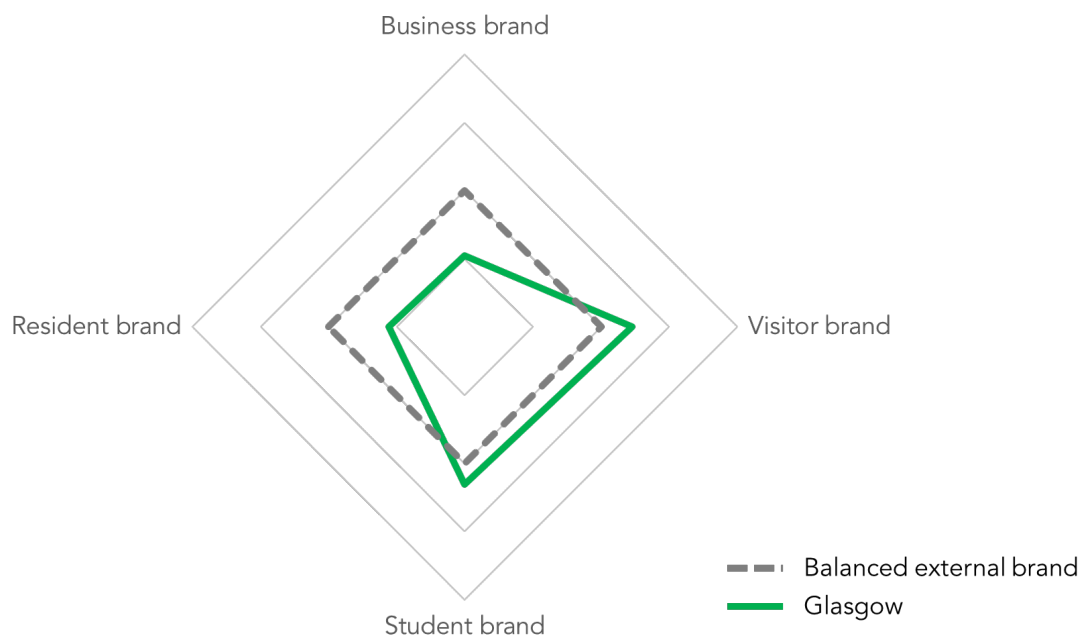 Business brand
Resident brand
Visitor brand
Student brand
Balanced external brand
Glasgow